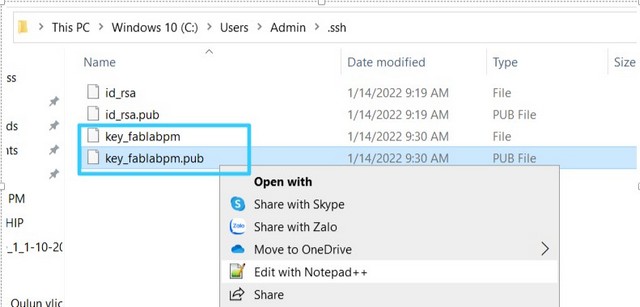 This PC > Windows 10 (C:) > Users > Admin > .ssh
Name Date modified Type Size
id_rsa 1/14/2022 9:19 AM File
id_rsa.pub 1/14/2022 9:19 AM PUB File
key_fablabpm 1/14/2022 9:30 AM File
key_fablabpm.pub 1/14/2022 9:30 AM PUB File
ss
ds
nts
PM
HIP
_1_1-10-20
Qulun vlic
Open with
Share with Skype
Zalo Share with Zalo
Move to OneDrive
Edit with Notepad++
Share